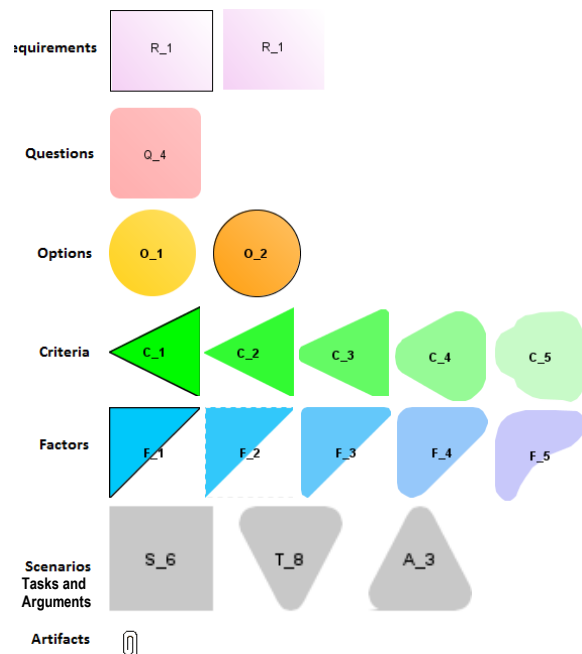 equirements R_1 R_1
Questions Q_4
Options O_1 O_2
Criteria C_1 C_2 C_3 C_4 C_5
Factors F_1 F_2 F_3 F_4 F_5
Scenarios S_6 T_8 A_3
Tasks and
Arguments
Artifacts